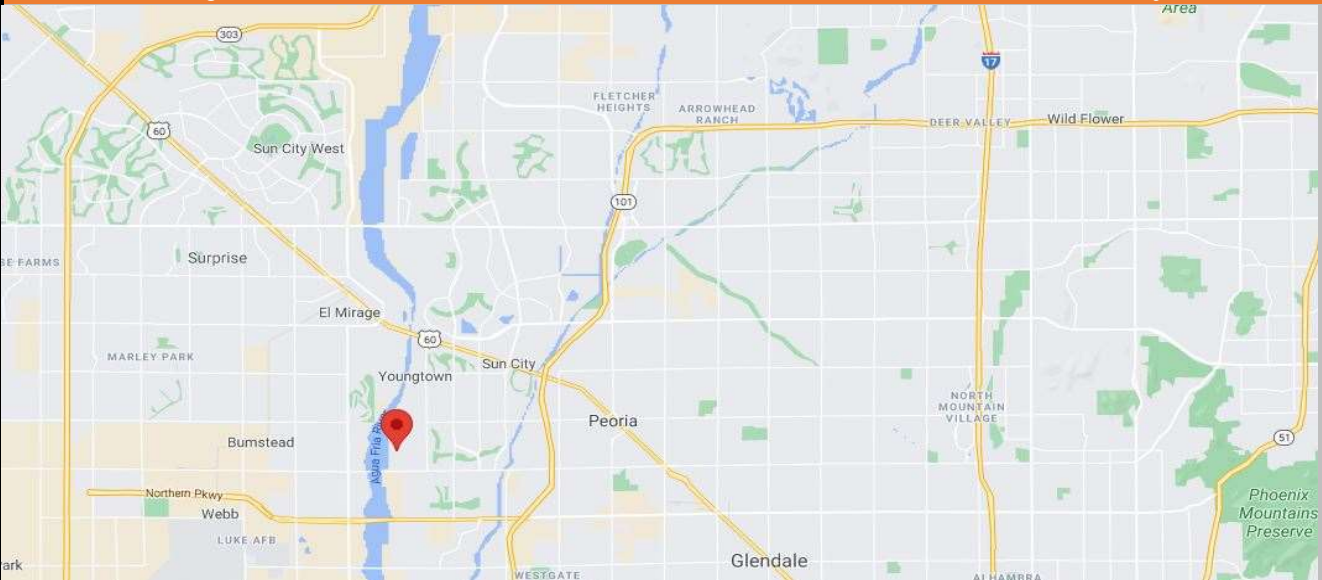 Area
303
17
FLETCHER
HEIGHTS
ARROWHEAD
RANCH
DEER VALLEY
Wild Flower
60
Sun City West
101
Surprise
SE FARMS
El Mirage
60
MARLEY PARK
Sun City
Youngtown
NORTH
MOUNTAIN
VILLAGE
Peoria
Agua Fria River
Bumstead
51
Northern Pkwy
Webb
Phoenix
Mountains
Preserve
LUKE AFB
Glendale
ark
WESTGATE
ALHAMBRA